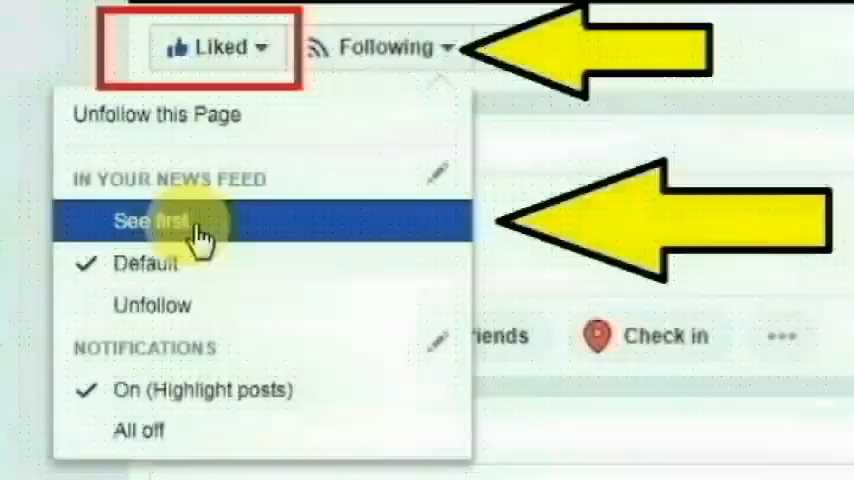 Liked Following
Unfollow this Page
IN YOUR NEWS FEED
See first
Default
Unfollow
riends Check in
NOTIFICATIONS
On (Highlight posts)
All off